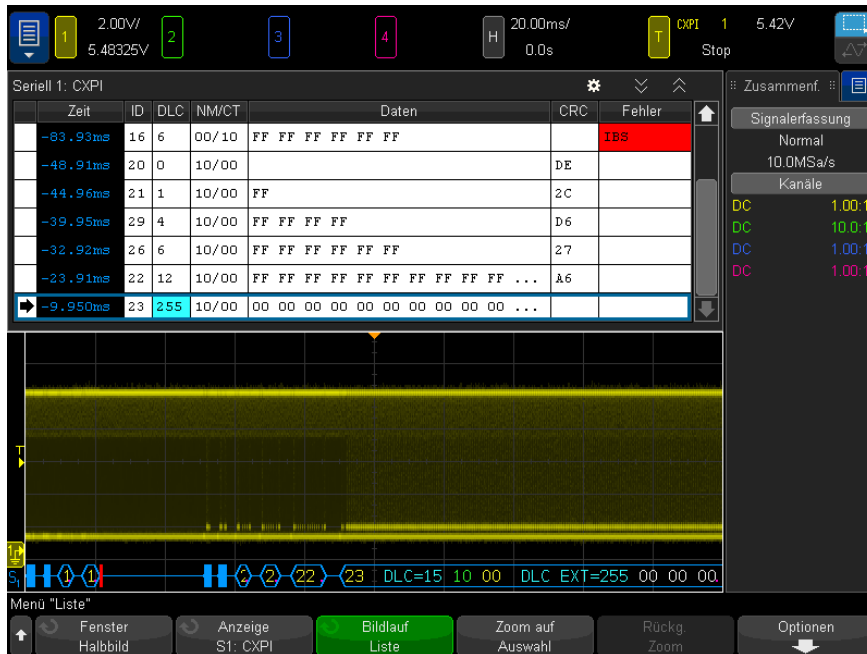 1 2.00V/ 5.48325V 2 3 4 H 20.00ms/ 0.0s T CXPI 1 5.42V Stop
Seriell 1: CXPI
Zeit ID DLC NM/CT Daten CRC Fehler
-83.93ms 16 6 00/10 FF FF FF FF FF FF IBS
-48.91ms 20 0 10/00 DE
-44.96ms 21 1 10/00 FF 2C
-39.95ms 29 4 10/00 FF FF FF FF D6
-32.92ms 26 6 10/00 FF FF FF FF FF FF 27
-23.91ms 22 12 10/00 FF FF FF FF FF FF FF FF FF FF ... A6
-9.950ms 23 255 10/00 00 00 00 00 00 00 00 00 00 00 ...
Zusammenf.
Signalerfassung
Normal
10.0MSa/s
Kanäle
DC 1.00:1
DC 10.0:1
DC 1.00:1
DC 1.00:1
T
1
S1 1 1 2 2 22 23 DLC=15 10 00 DLC EXT=255 00 00 00
Menü "Liste"
Fenster
Halbbild
Anzeige
S1: CXPI
Bildlauf
Liste
Zoom auf
Auswahl
Rückg.
Zoom
Optionen